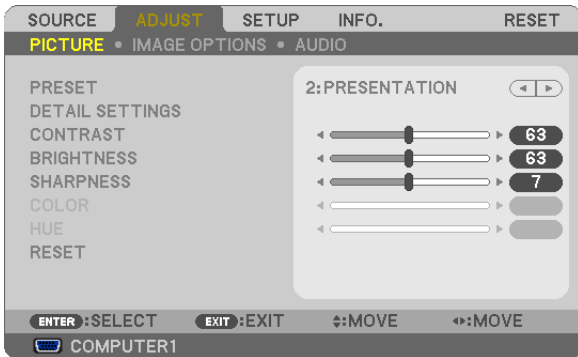 SOURCE ADJUST SETUP INFO. RESET
PICTURE • IMAGE OPTIONS • AUDIO
PRESET 2:PRESENTATION
DETAIL SETTINGS
CONTRAST 63
BRIGHTNESS 63
SHARPNESS 7
COLOR
HUE
RESET
ENTER :SELECT EXIT :EXIT :MOVE :MOVE
COMPUTER1